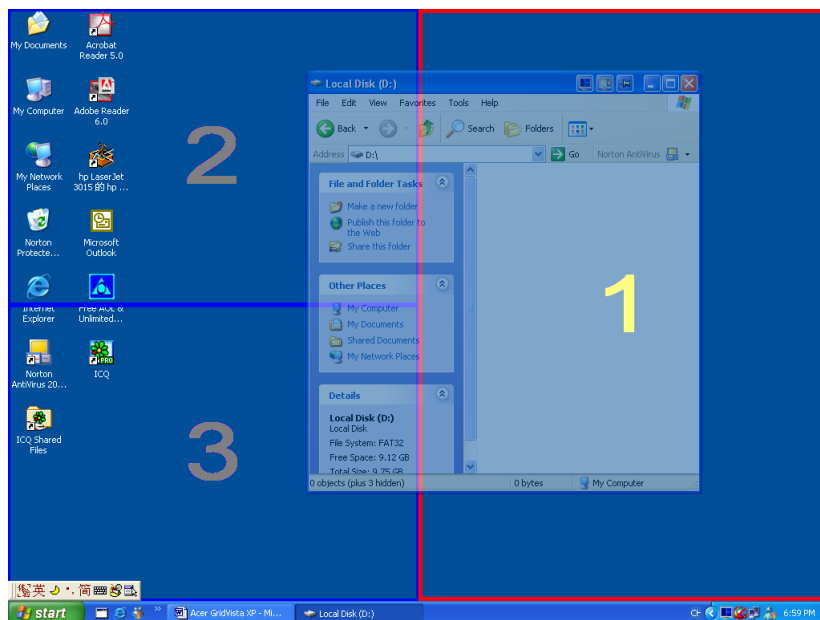 My Documents
Acrobat
Reader 5.0
My Computer
Adobe Reader
6.0
My Network
Places
hp LaserJet
3015 的 hp ...
Norton
Protecte...
Microsoft
Outlook
Internet
Explorer
Free AOL &
Unlimited...
Norton
AntiVirus 20...
ICQ
ICQ Shared
Files
2
3
1
Local Disk (D:)
File Edit View Favorites Tools Help
Back Search Folders
Address D:\ Go Norton AntiVirus
File and Folder Tasks
Make a new folder
Publish this folder to
the Web
Share this folder
Other Places
My Computer
My Documents
Shared Documents
My Network Places
Details
Local Disk (D:)
Local Disk
File System: FAT32
Free Space: 9.12 GB
Total Size: 9.75 GB
0 objects (plus 3 hidden) 0 bytes My Computer
英 简
start Acer GridVista XP - Mi... Local Disk (D:) CH 6:59 PM